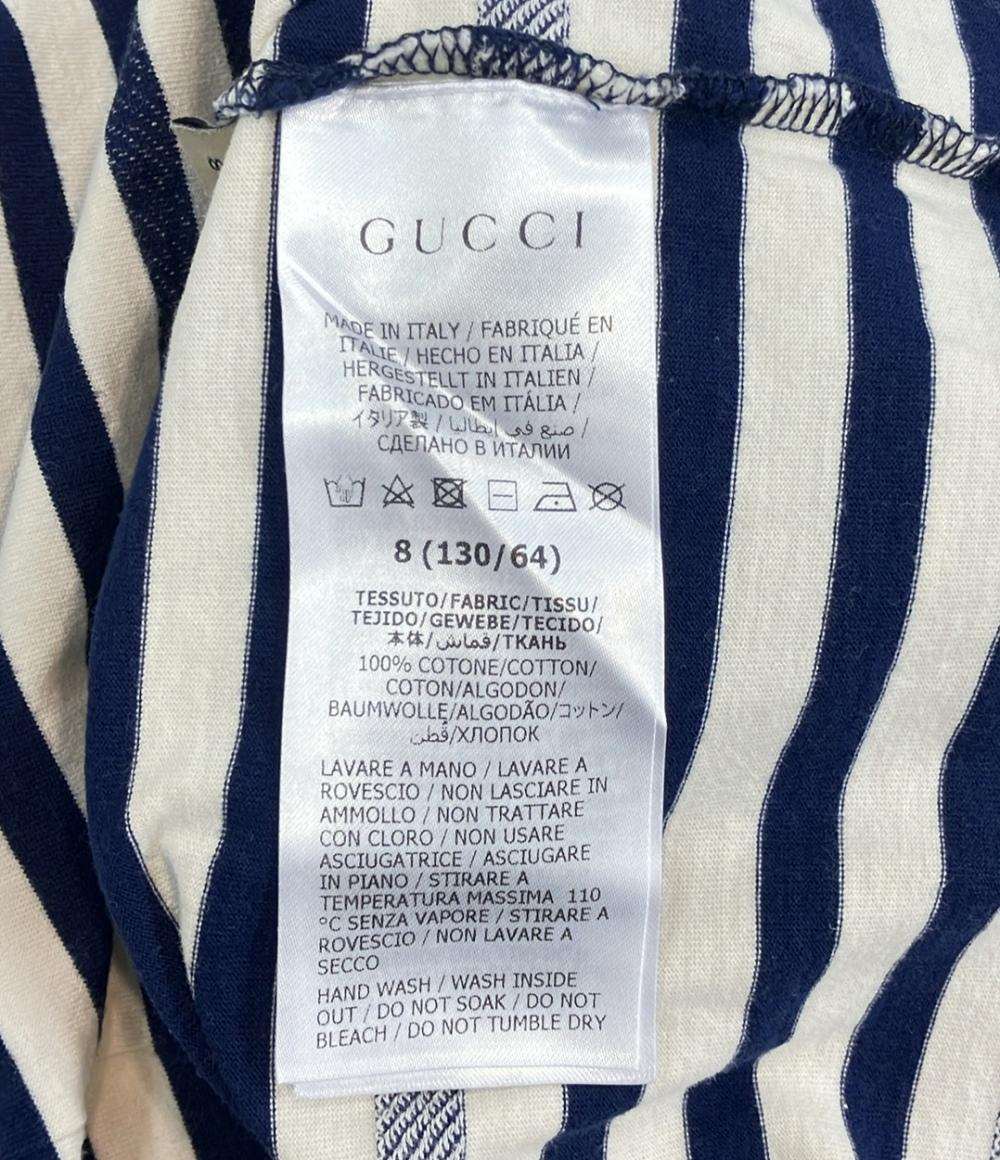 GUCCI
MADE IN ITALY / FABRIQUÉ EN
ITALIE / HECHO EN ITALIA /
HERGESTELLT IN ITALIEN /
FABRICADO EM ITÁLIA /
イタリア製 / صنع في إيطاليا /
СДЕЛАНО В ИТАЛИИ
8 (130/64)
TESSUTO/FABRIC/TISSU/
TEJIDO/GEWEBE/TECIDO/
本体/قماش/ТКАНЬ
100% COTONE/COTTON/
COTON/ALGODON/
BAUMWOLLE/ALGODÃO/コットン/
قطن/ХЛОПОК
LAVARE A MANO / LAVARE A
ROVESCIO / NON LASCIARE IN
AMMOLLO / NON TRATTARE
CON CLORO / NON USARE
ASCIUGATRICE / ASCIUGARE
IN PIANO / STIRARE A
TEMPERATURA MASSIMA 110
°C SENZA VAPORE / STIRARE A
ROVESCIO / NON LAVARE A
SECCO
HAND WASH / WASH INSIDE
OUT / DO NOT SOAK / DO NOT
BLEACH / DO NOT TUMBLE DRY